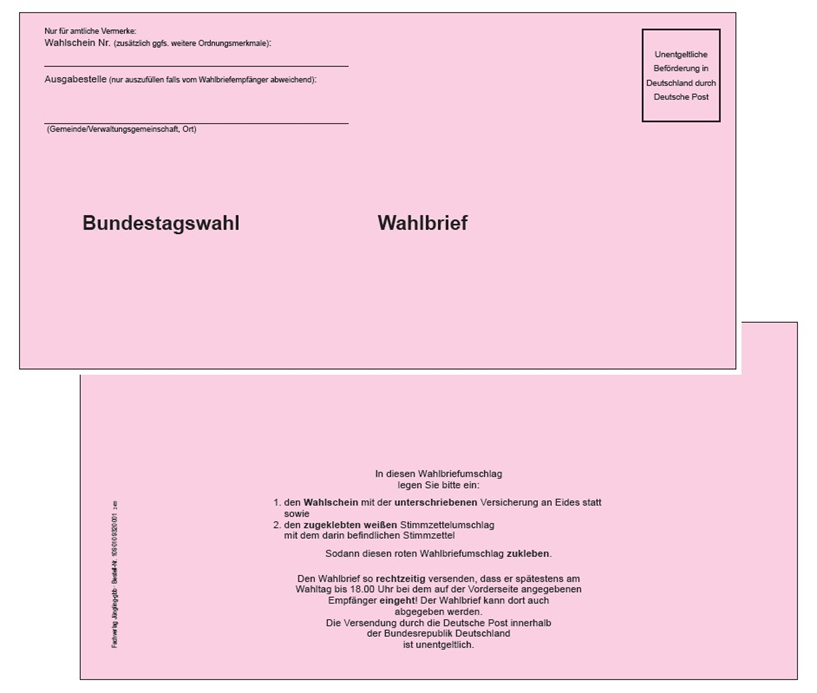 Nur für amtliche Vermerke:
Wahlschein Nr. (zusätzlich ggfs. weitere Ordnungsmerkmale):
Ausgabestelle (nur auszufüllen falls vom Wahlbriefempfänger abweichend):
(Gemeinde/Verwaltungsgemeinschaft, Ort)
Unentgeltliche
Beförderung in
Deutschland durch
Deutsche Post
Bundestagswahl Wahlbrief
In diesen Wahlbriefumschlag
legen Sie bitte ein:
1. den Wahlschein mit der unterschriebenen Versicherung an Eides statt
sowie
2. den zugeklebten weißen Stimmzettelumschlag
mit dem darin befindlichen Stimmzettel
Sodann diesen roten Wahlbriefumschlag zukleben.
Den Wahlbrief so rechtzeitig versenden, dass er spätestens am
Wahltag bis 18.00 Uhr bei dem auf der Vorderseite angegebenen
Empfänger eingeht! Der Wahlbrief kann dort auch
abgegeben werden.
Die Versendung durch die Deutsche Post innerhalb
der Bundesrepublik Deutschland
ist unentgeltlich.
Fachverlag Jüngling-gbb